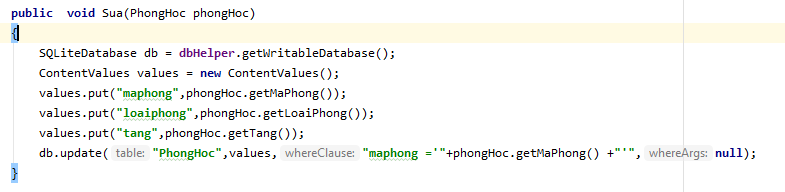 public  void Sua(PhongHoc phongHoc)
{
SQLiteDatabase db = dbHelper.getWritableDatabase();
ContentValues values = new ContentValues();
values.put("maphong",phongHoc.getMaPhong());
values.put("loaiphong",phongHoc.getLoaiPhong());
values.put("tang",phongHoc.getTang());
db.update( table: "PhongHoc",values, whereClause: "maphong ='"+phongHoc.getMaPhong() +"'", whereArgs: null);
}